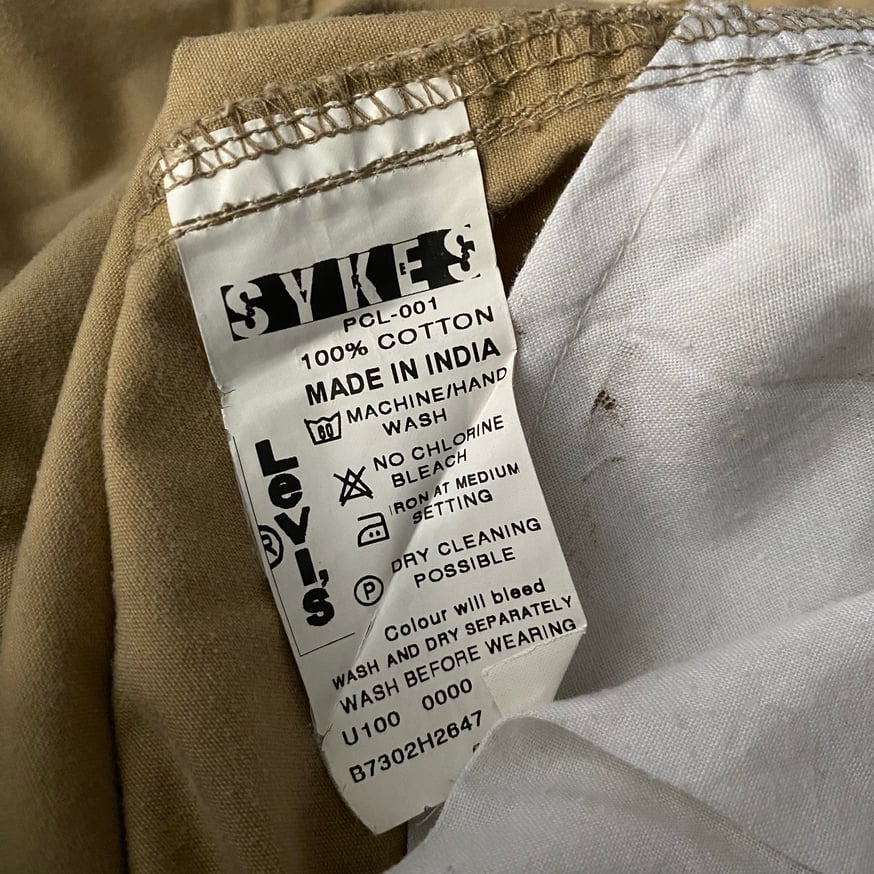 SYKES
PCL-001
100% COTTON
MADE IN INDIA
60 MACHINE/HAND
WASH
NO CHLORINE
BLEACH
IRON AT MEDIUM
SETTING
P DRY CLEANING
POSSIBLE
Levi's
®
Colour will bleed
WASH AND DRY SEPARATELY
WASH BEFORE WEARING
U100 0000
B7302H2647